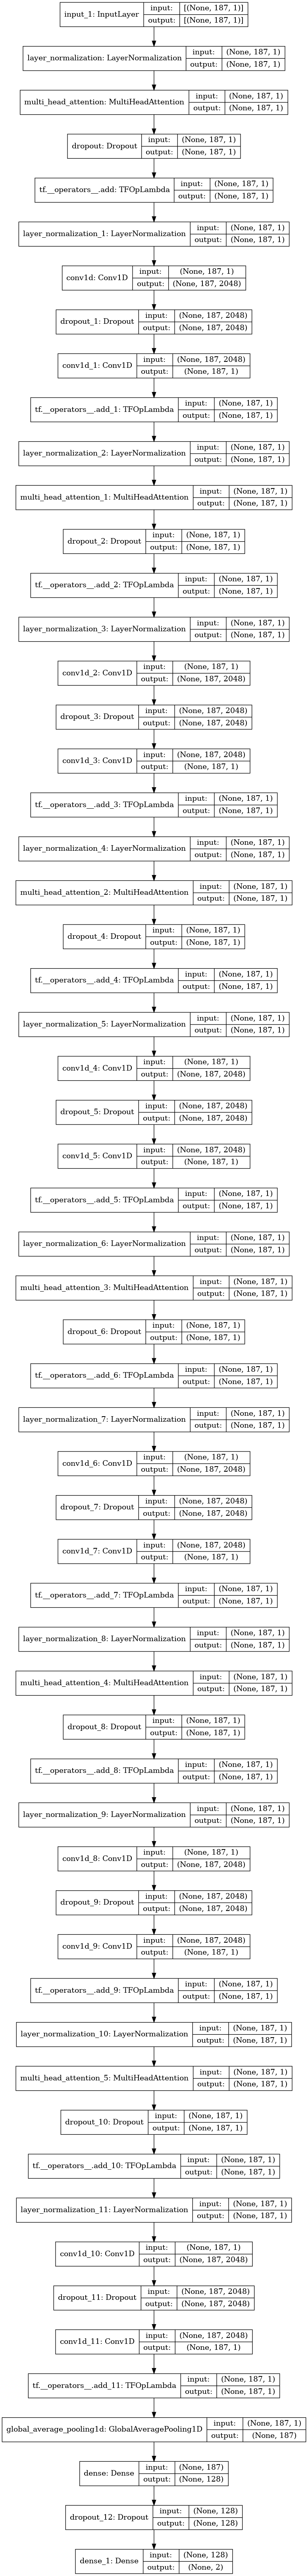 input_1: InputLayer
input: [(None, 187, 1)]
output: [(None, 187, 1)]
layer_normalization: LayerNormalization
input: (None, 187, 1)
output: (None, 187, 1)
multi_head_attention: MultiHeadAttention
input: (None, 187, 1)
output: (None, 187, 1)
dropout: Dropout
input: (None, 187, 1)
output: (None, 187, 1)
tf.__operators__.add: TFOpLambda
input: (None, 187, 1)
output: (None, 187, 1)
layer_normalization_1: LayerNormalization
input: (None, 187, 1)
output: (None, 187, 1)
conv1d: Conv1D
input: (None, 187, 1)
output: (None, 187, 2048)
dropout_1: Dropout
input: (None, 187, 2048)
output: (None, 187, 2048)
conv1d_1: Conv1D
input: (None, 187, 2048)
output: (None, 187, 1)
tf.__operators__.add_1: TFOpLambda
input: (None, 187, 1)
output: (None, 187, 1)
layer_normalization_2: LayerNormalization
input: (None, 187, 1)
output: (None, 187, 1)
multi_head_attention_1: MultiHeadAttention
input: (None, 187, 1)
output: (None, 187, 1)
dropout_2: Dropout
input: (None, 187, 1)
output: (None, 187, 1)
tf.__operators__.add_2: TFOpLambda
input: (None, 187, 1)
output: (None, 187, 1)
layer_normalization_3: LayerNormalization
input: (None, 187, 1)
output: (None, 187, 1)
conv1d_2: Conv1D
input: (None, 187, 1)
output: (None, 187, 2048)
dropout_3: Dropout
input: (None, 187, 2048)
output: (None, 187, 2048)
conv1d_3: Conv1D
input: (None, 187, 2048)
output: (None, 187, 1)
tf.__operators__.add_3: TFOpLambda
input: (None, 187, 1)
output: (None, 187, 1)
layer_normalization_4: LayerNormalization
input: (None, 187, 1)
output: (None, 187, 1)
multi_head_attention_2: MultiHeadAttention
input: (None, 187, 1)
output: (None, 187, 1)
dropout_4: Dropout
input: (None, 187, 1)
output: (None, 187, 1)
tf.__operators__.add_4: TFOpLambda
input: (None, 187, 1)
output: (None, 187, 1)
layer_normalization_5: LayerNormalization
input: (None, 187, 1)
output: (None, 187, 1)
conv1d_4: Conv1D
input: (None, 187, 1)
output: (None, 187, 2048)
dropout_5: Dropout
input: (None, 187, 2048)
output: (None, 187, 2048)
conv1d_5: Conv1D
input: (None, 187, 2048)
output: (None, 187, 1)
tf.__operators__.add_5: TFOpLambda
input: (None, 187, 1)
output: (None, 187, 1)
layer_normalization_6: LayerNormalization
input: (None, 187, 1)
output: (None, 187, 1)
multi_head_attention_3: MultiHeadAttention
input: (None, 187, 1)
output: (None, 187, 1)
dropout_6: Dropout
input: (None, 187, 1)
output: (None, 187, 1)
tf.__operators__.add_6: TFOpLambda
input: (None, 187, 1)
output: (None, 187, 1)
layer_normalization_7: LayerNormalization
input: (None, 187, 1)
output: (None, 187, 1)
conv1d_6: Conv1D
input: (None, 187, 1)
output: (None, 187, 2048)
dropout_7: Dropout
input: (None, 187, 2048)
output: (None, 187, 2048)
conv1d_7: Conv1D
input: (None, 187, 2048)
output: (None, 187, 1)
tf.__operators__.add_7: TFOpLambda
input: (None, 187, 1)
output: (None, 187, 1)
layer_normalization_8: LayerNormalization
input: (None, 187, 1)
output: (None, 187, 1)
multi_head_attention_4: MultiHeadAttention
input: (None, 187, 1)
output: (None, 187, 1)
dropout_8: Dropout
input: (None, 187, 1)
output: (None, 187, 1)
tf.__operators__.add_8: TFOpLambda
input: (None, 187, 1)
output: (None, 187, 1)
layer_normalization_9: LayerNormalization
input: (None, 187, 1)
output: (None, 187, 1)
conv1d_8: Conv1D
input: (None, 187, 1)
output: (None, 187, 2048)
dropout_9: Dropout
input: (None, 187, 2048)
output: (None, 187, 2048)
conv1d_9: Conv1D
input: (None, 187, 2048)
output: (None, 187, 1)
tf.__operators__.add_9: TFOpLambda
input: (None, 187, 1)
output: (None, 187, 1)
layer_normalization_10: LayerNormalization
input: (None, 187, 1)
output: (None, 187, 1)
multi_head_attention_5: MultiHeadAttention
input: (None, 187, 1)
output: (None, 187, 1)
dropout_10: Dropout
input: (None, 187, 1)
output: (None, 187, 1)
tf.__operators__.add_10: TFOpLambda
input: (None, 187, 1)
output: (None, 187, 1)
layer_normalization_11: LayerNormalization
input: (None, 187, 1)
output: (None, 187, 1)
conv1d_10: Conv1D
input: (None, 187, 1)
output: (None, 187, 2048)
dropout_11: Dropout
input: (None, 187, 2048)
output: (None, 187, 2048)
conv1d_11: Conv1D
input: (None, 187, 2048)
output: (None, 187, 1)
tf.__operators__.add_11: TFOpLambda
input: (None, 187, 1)
output: (None, 187, 1)
global_average_pooling1d: GlobalAveragePooling1D
input: (None, 187, 1)
output: (None, 187)
dense: Dense
input: (None, 187)
output: (None, 128)
dropout_12: Dropout
input: (None, 128)
output: (None, 128)
dense_1: Dense
input: (None, 128)
output: (None, 2)